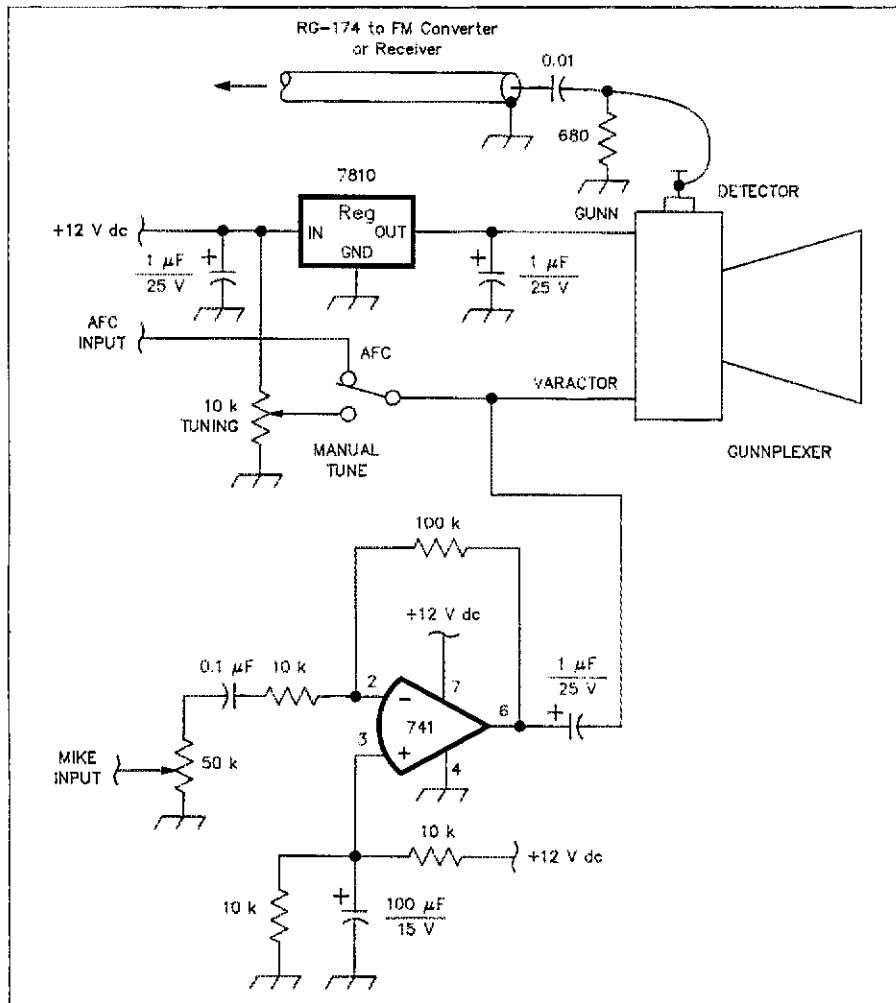 RG-174 to FM Converter
or Receiver
0.01
680
7810
DETECTOR
GUNN
+12 V dc
IN
Reg
OUT
GND
+
1 µF
25 V
+
1 µF
25 V
AFC
INPUT
AFC
VARACTOR
10 k
TUNING
MANUAL
TUNE
GUNNPLEXER
100 k
+12 V dc
0.1 µF
10 k
2
−
7
741
6
1 µF
25 V
+
3
+
4
MIKE
INPUT
50 k
10 k
+12 V dc
10 k
+
100 µF
15 V